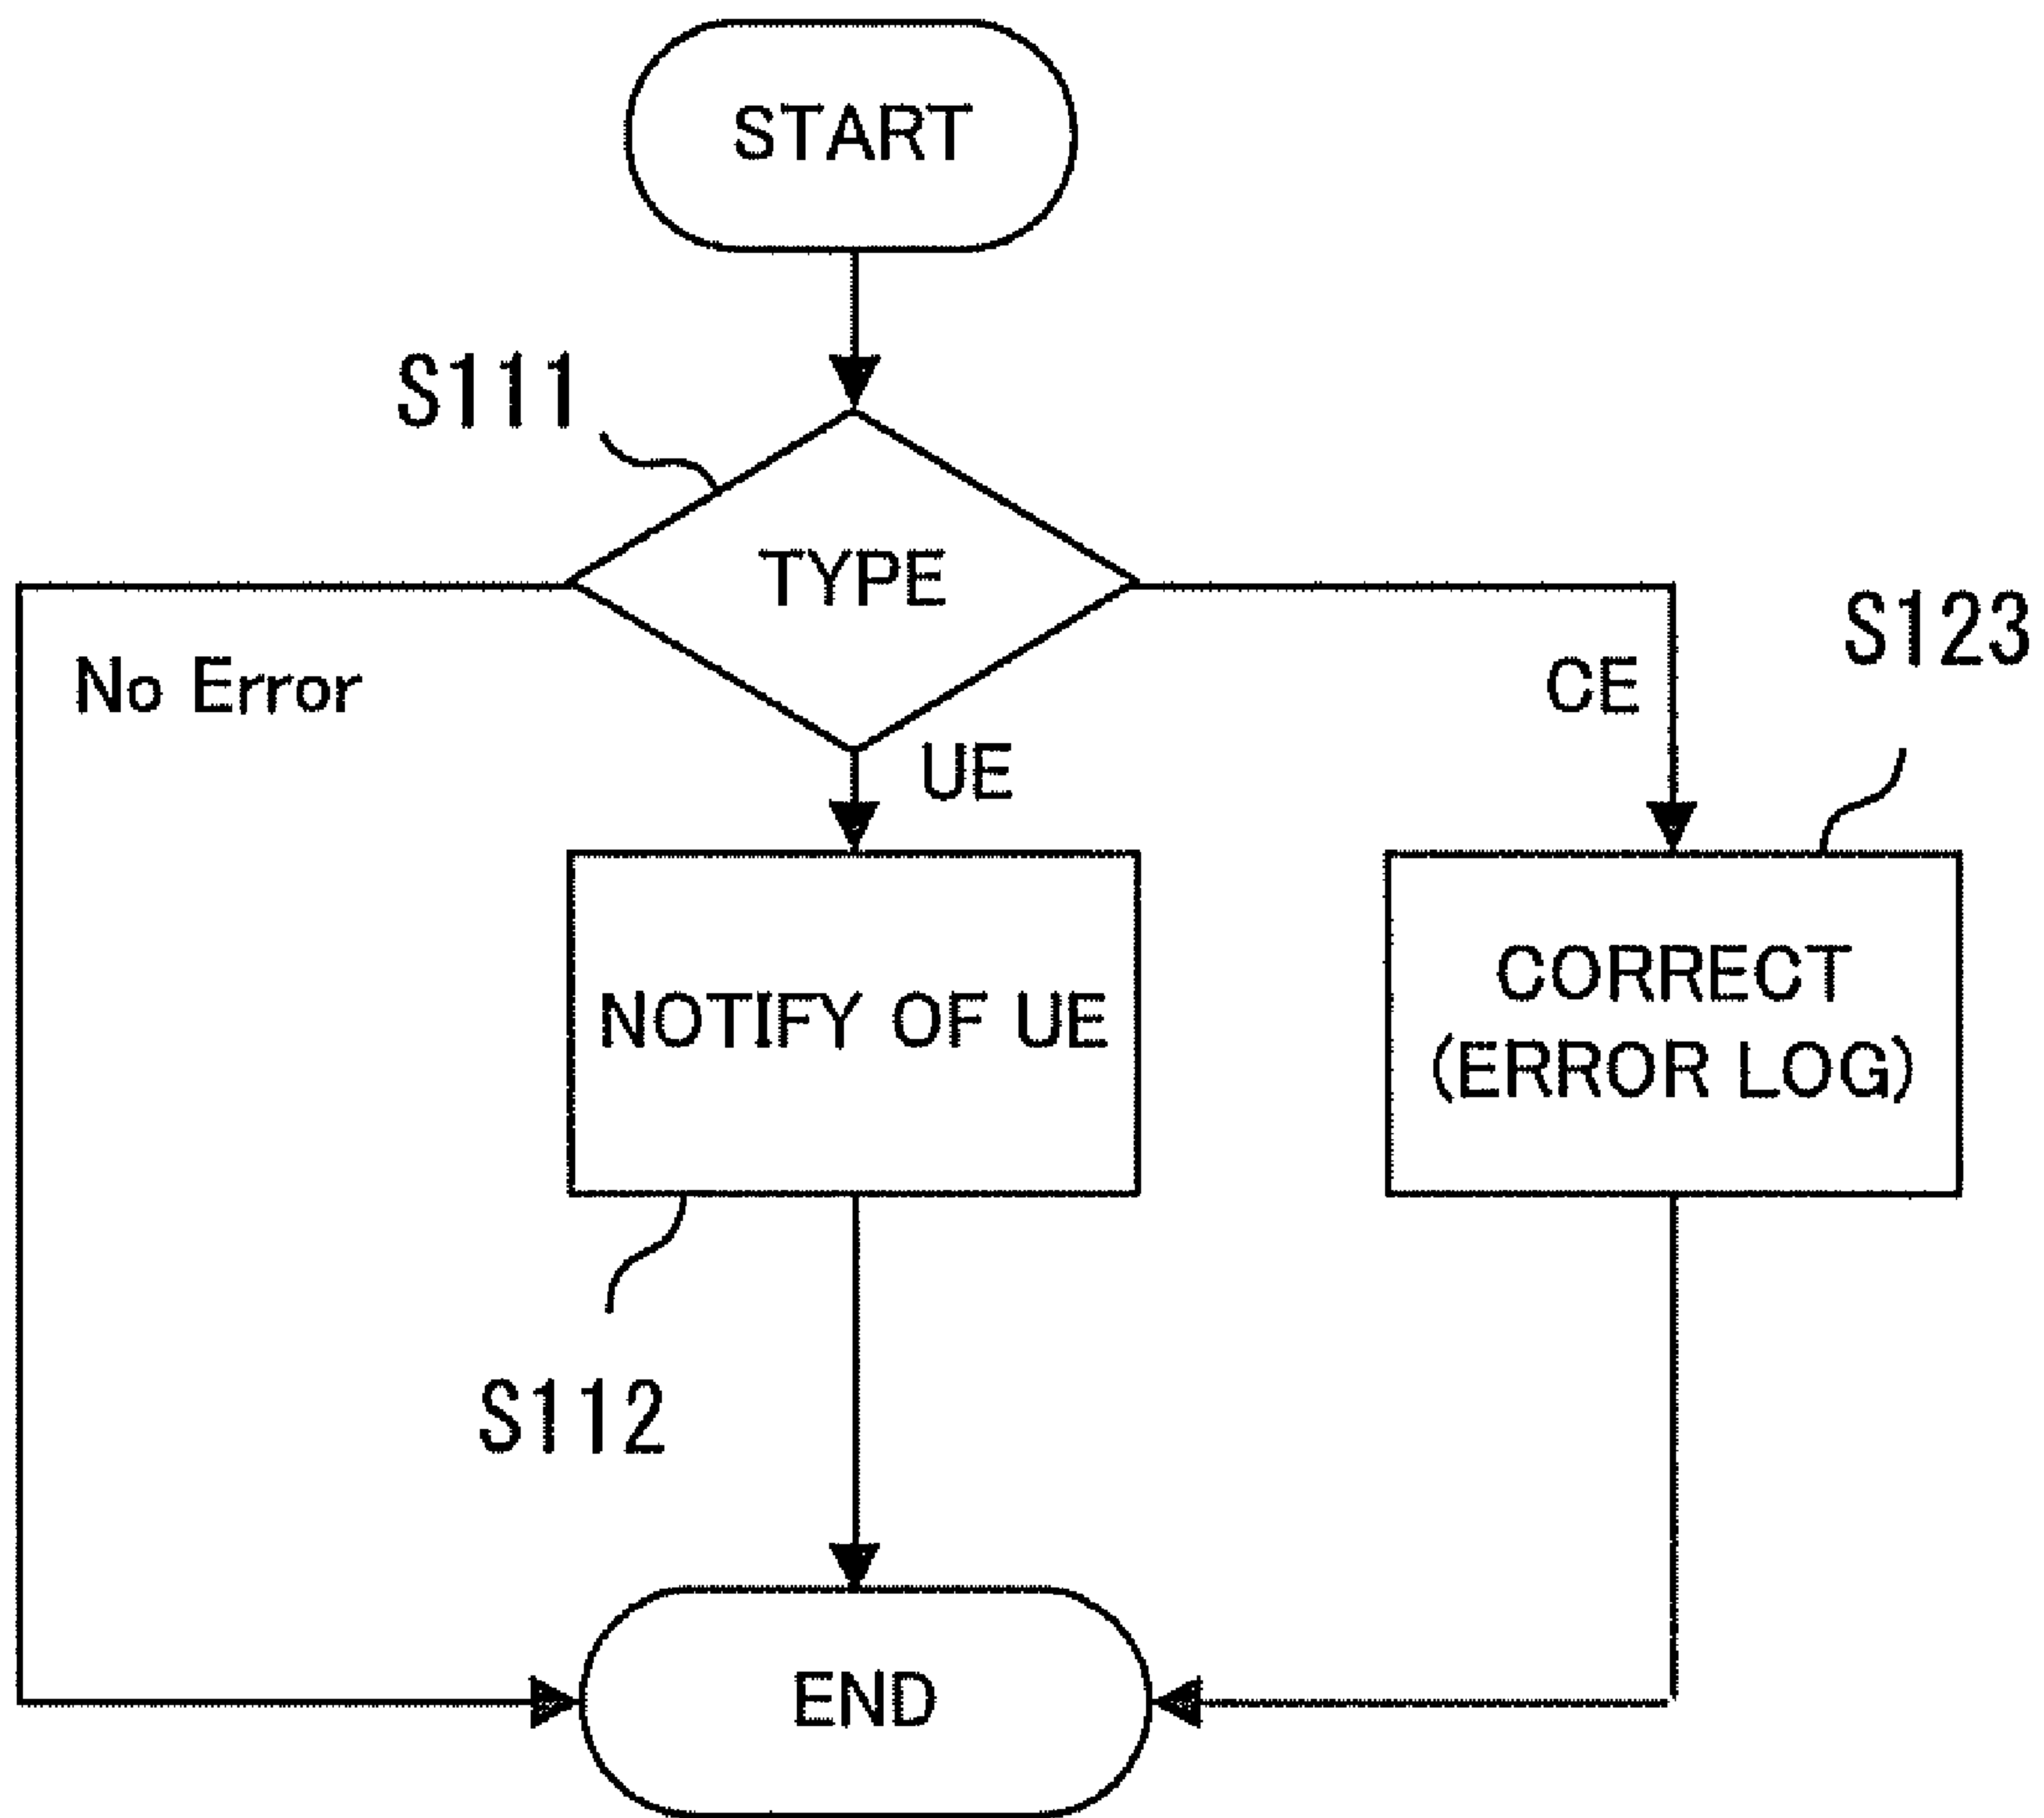 START
S111
TYPE
S123
No Error
CE
UE
NOTIFY OF UE
CORRECT
(ERROR LOG)
S112
END